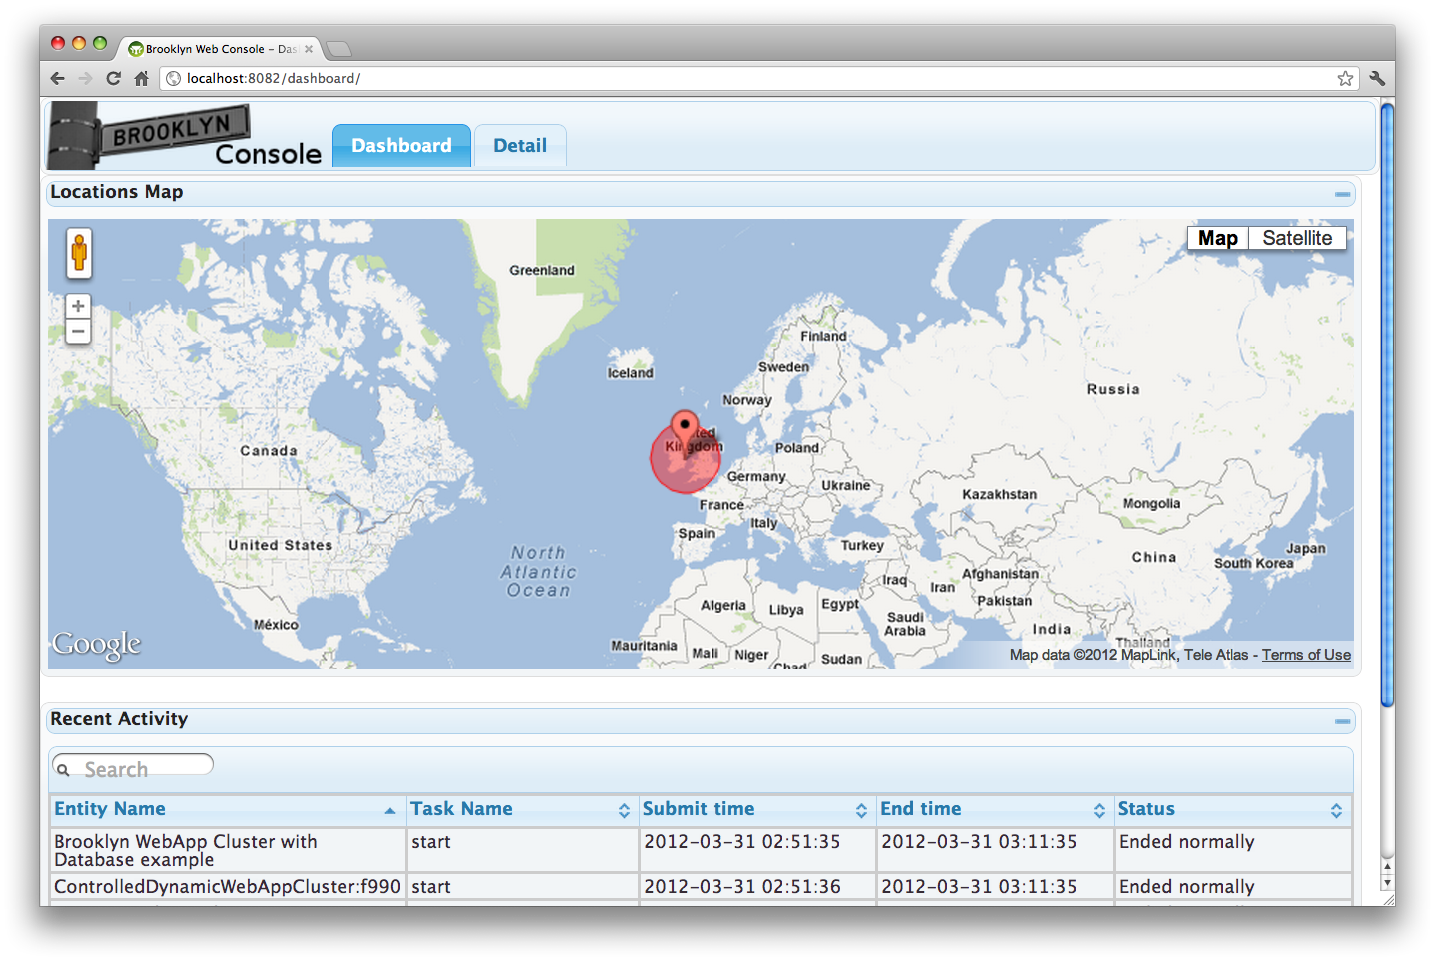 Brooklyn Web Console – Das
localhost:8082/dashboard/
BROOKLYN
Console
Dashboard
Detail
Locations Map
Map
Satellite
Greenland
Finland
Iceland
Sweden
Norway
Russia
United
Kingdom
Canada
Poland
Germany
Ukraine
Kazakhstan
Mongolia
France
Italy
Spain
United States
North
Atlantic
Ocean
Turkey
China
Japan
South Korea
Iraq
Iran
Afghanistan
Pakistan
Algeria
Libya
Egypt
Saudi
Arabia
India
México
Thailand
Mauritania
Mali
Niger
Chad
Sudan
Google
Map data ©2012 MapLink, Tele Atlas - Terms of Use
Recent Activity
Search
Entity Name Task Name Submit time End time Status
Brooklyn WebApp Cluster with
Database example
start 2012-03-31 02:51:35 2012-03-31 03:11:35 Ended normally
ControlledDynamicWebAppCluster:f990 start 2012-03-31 02:51:36 2012-03-31 03:11:35 Ended normally